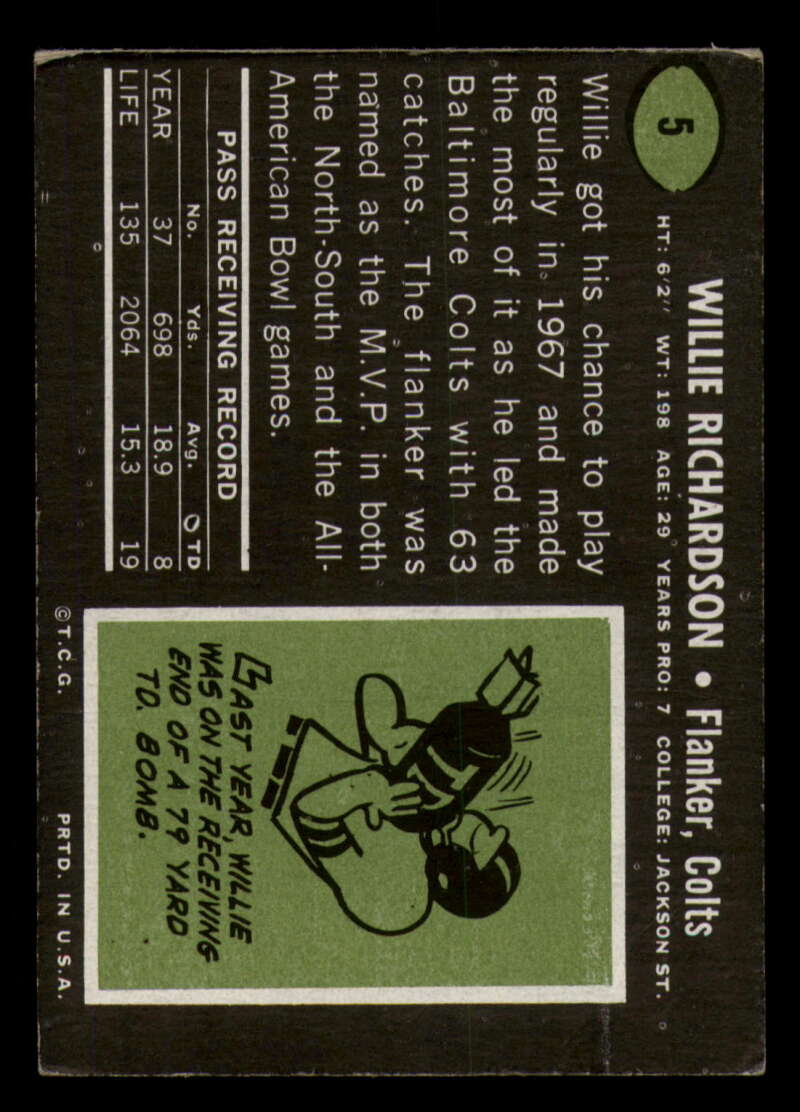 5
WILLIE RICHARDSON • Flanker, Colts
HT: 6'2" WT: 198 AGE: 29 YEARS PRO: 7 COLLEGE: JACKSON ST.
Willie got his chance to play
regularly in 1967 and made
the most of it as he led the
Baltimore Colts with 63
catches. The flanker was
named as the M.V.P. in both
the North-South and the All-
American Bowl games.
PASS RECEIVING RECORD
No. Yds. Avg. TD
YEAR 37 698 18.9 8
LIFE 135 2064 15.3 19
LAST YEAR, WILLIE
WAS ON THE RECEIVING
END OF A 79 YARD
TD. BOMB.
©T.C.G. PRTD. IN U.S.A.